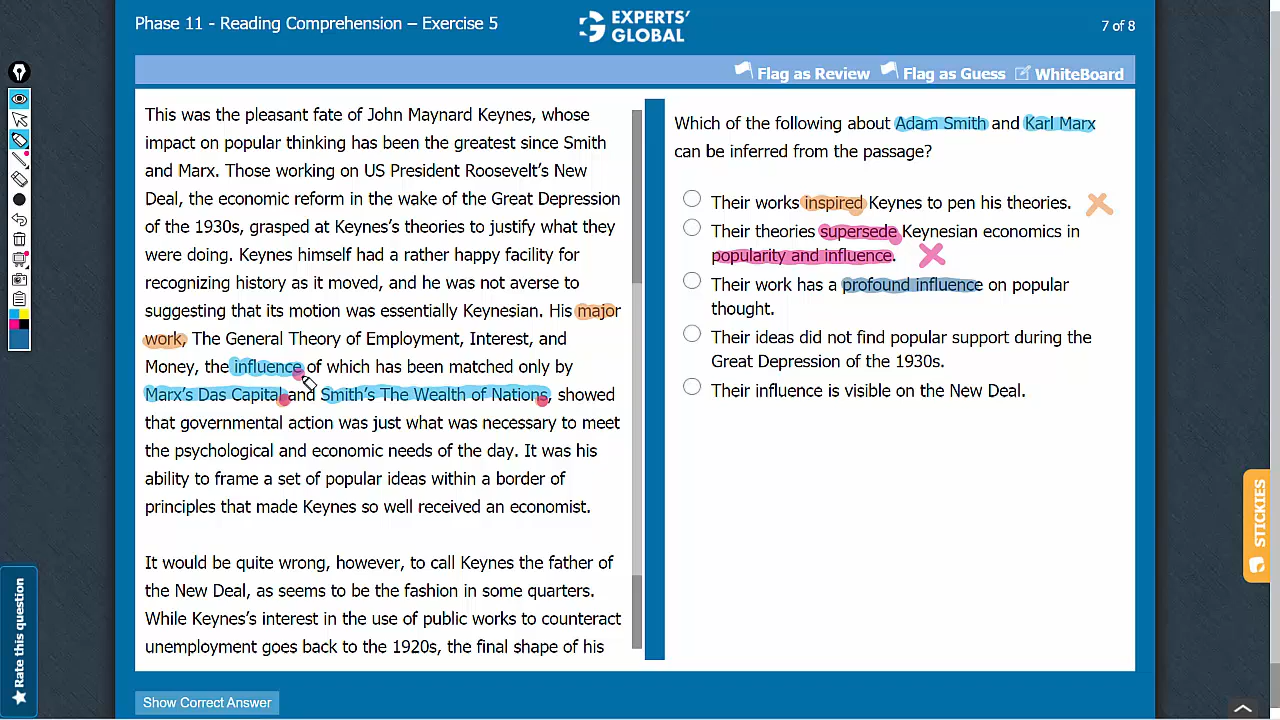 Phase 11 - Reading Comprehension – Exercise 5
EXPERTS’
GLOBAL
7 of 8
Flag as Review
Flag as Guess
WhiteBoard
This was the pleasant fate of John Maynard Keynes, whose
impact on popular thinking has been the greatest since Smith
and Marx. Those working on US President Roosevelt’s New
Deal, the economic reform in the wake of the Great Depression
of the 1930s, grasped at Keynes’s theories to justify what they
were doing. Keynes himself had a rather happy facility for
recognizing history as it moved, and he was not averse to
suggesting that its motion was essentially Keynesian. His major
work, The General Theory of Employment, Interest, and
Money, the influence of which has been matched only by
Marx’s Das Capital and Smith’s The Wealth of Nations, showed
that governmental action was just what was necessary to meet
the psychological and economic needs of the day. It was his
ability to frame a set of popular ideas within a border of
principles that made Keynes so well received an economist.
It would be quite wrong, however, to call Keynes the father of
the New Deal, as seems to be the fashion in some quarters.
While Keynes’s interest in the use of public works to counteract
unemployment goes back to the 1920s, the final shape of his
Which of the following about Adam Smith and Karl Marx
can be inferred from the passage?
Their works inspired Keynes to pen his theories.
Their theories supersede Keynesian economics in
popularity and influence.
Their work has a profound influence on popular
thought.
Their ideas did not find popular support during the
Great Depression of the 1930s.
Their influence is visible on the New Deal.
STICKIES
Rate this question
Show Correct Answer